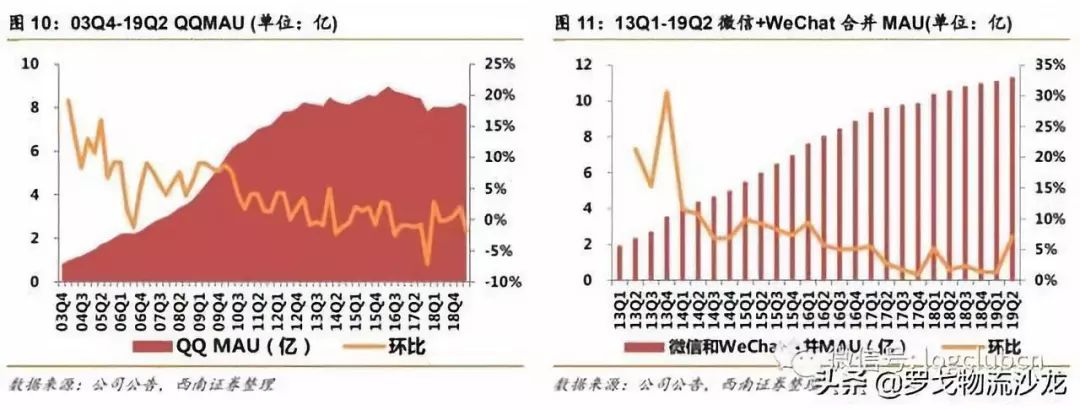 图 10：03Q4-19Q2 QQMAU (单位：亿)
10
8
6
4
2
0
25%
20%
15%
10%
5%
0%
-5%
-10%
03Q4
04Q3
05Q2
06Q1
06Q4
07Q3
08Q2
09Q1
09Q4
10Q3
11Q2
12Q1
12Q4
13Q3
14Q2
15Q1
15Q4
16Q3
17Q2
18Q1
18Q4
QQ MAU（亿）
环比
数据来源：公司公告，西南证券整理
图 11：13Q1-19Q2 微信+WeChat 合并 MAU(单位：亿)
12
10
8
6
4
2
0
35%
30%
25%
20%
15%
10%
5%
0%
13Q1
13Q2
13Q3
13Q4
14Q1
14Q2
14Q3
14Q4
15Q1
15Q2
15Q3
15Q4
16Q1
16Q2
16Q3
16Q4
17Q1
17Q2
17Q3
17Q4
18Q1
18Q2
18Q3
18Q4
19Q1
19Q2
微信和WeChat 并MAU（亿）
环比
微信号: logclubcn
数据来源：公司公告，西南证券整理
头条@罗戈物流沙龙